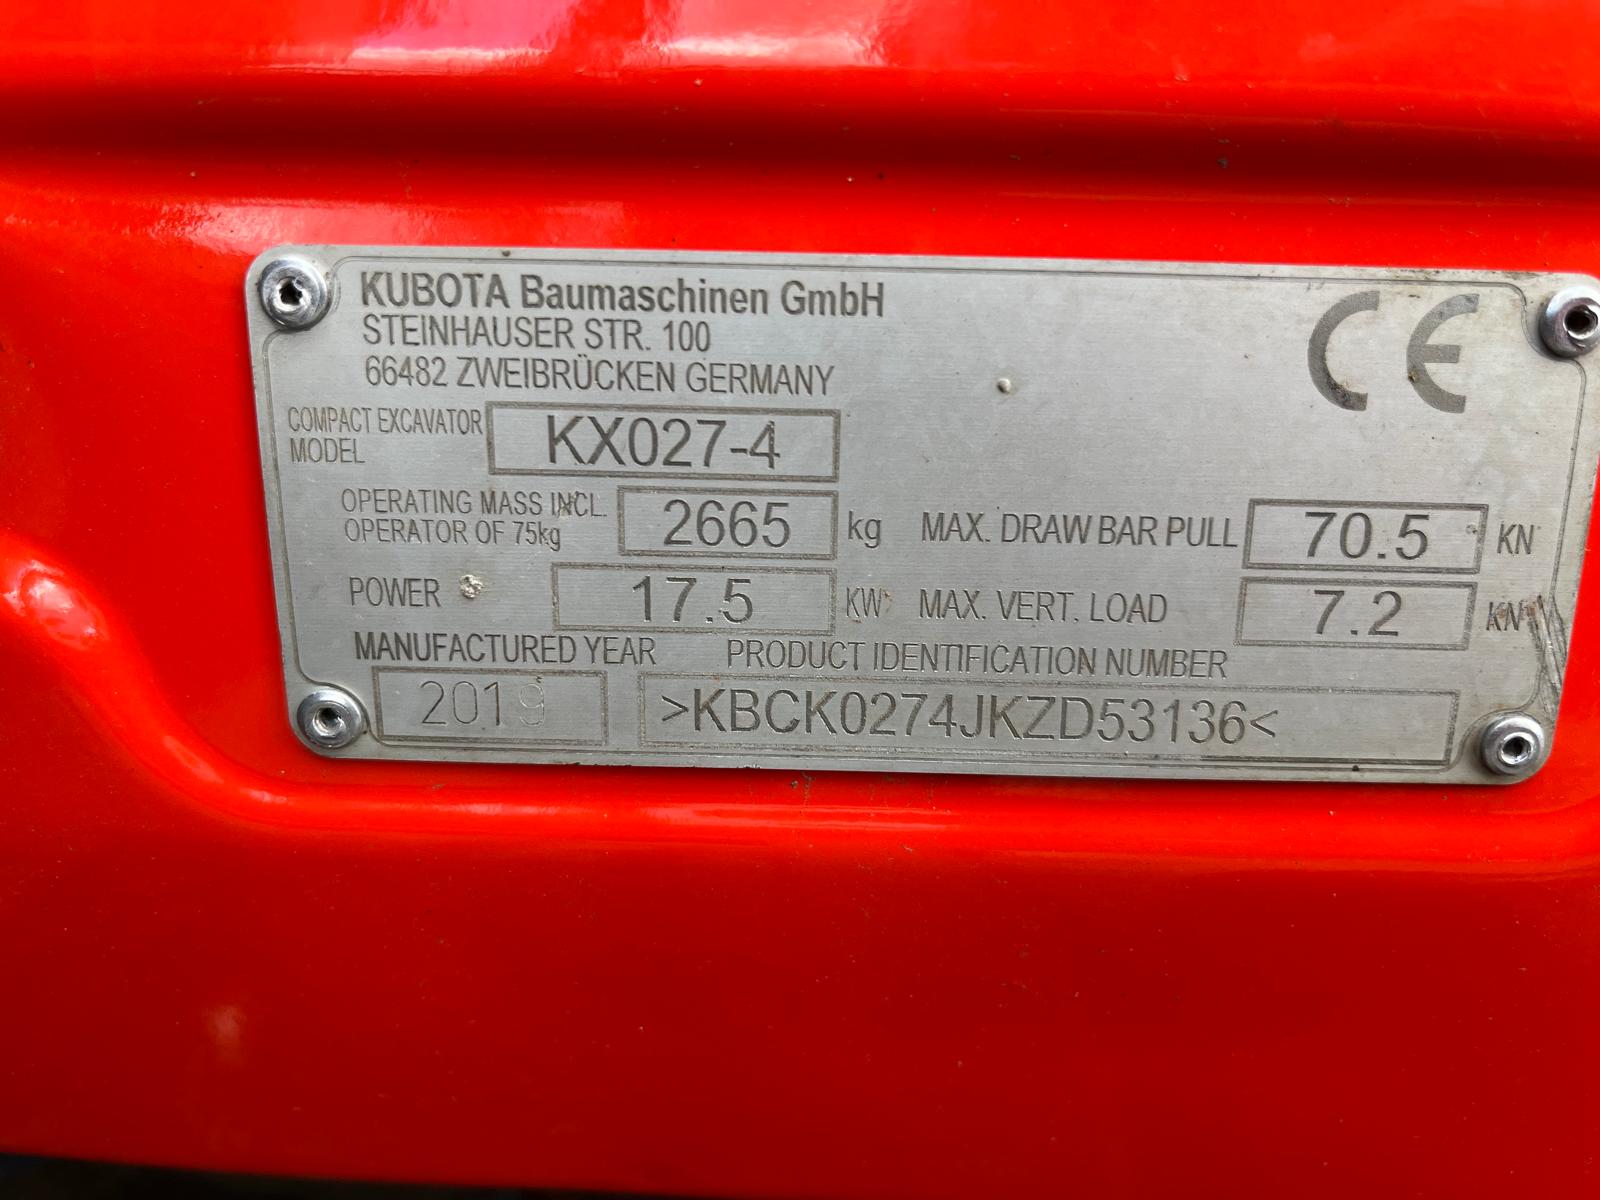 KUBOTA Baumaschinen GmbH
STEINHAUSER STR. 100
66482 ZWEIBRÜCKEN GERMANY
CE
COMPACT EXCAVATOR
MODEL
KX027-4
OPERATING MASS INCL.
OPERATOR OF 75kg
2665 kg
MAX. DRAW BAR PULL 70.5 KN
POWER 17.5 KW
MAX. VERT. LOAD 7.2 KN
MANUFACTURED YEAR
2019
PRODUCT IDENTIFICATION NUMBER
>KBCK0274JKZD53136<